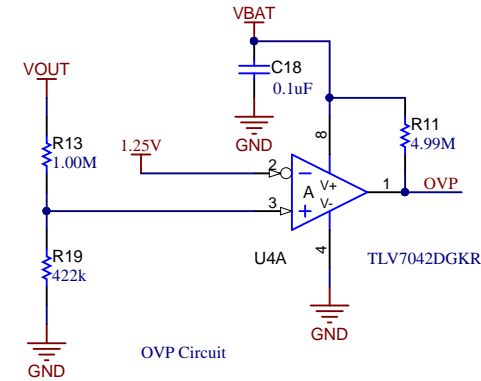 VBAT
VOUT
C18
0.1uF
R13
1.00M
1.25V
GND
R11
4.99M
8
2
V+
A
V-
1
OVP
3
4
R19
422k
U4A
TLV7042DGKR
GND
OVP Circuit
GND